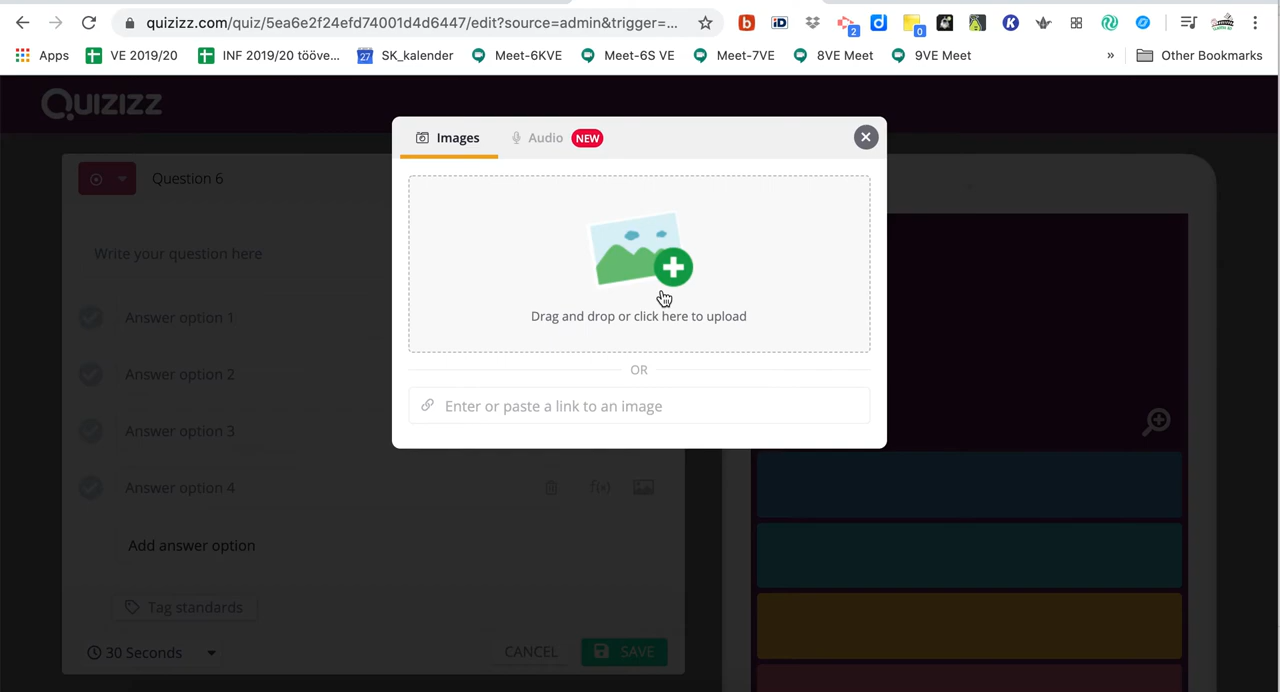 quizizz.com/quiz/5ea6e2f24efd74001d4d6447/edit?source=admin&trigger=...
2
0
Apps VE 2019/20 INF 2019/20 tööve... 27 SK_kalender Meet-6KVE Meet-6S VE Meet-7VE 8VE Meet 9VE Meet » Other Bookmarks
Quizizz
Images Audio NEW
Question 6
Write your question here
Drag and drop or click here to upload
Answer option 1
OR
Answer option 2
Enter or paste a link to an image
Answer option 3
Answer option 4 f(x)
Add answer option
Tag standards
30 Seconds CANCEL SAVE